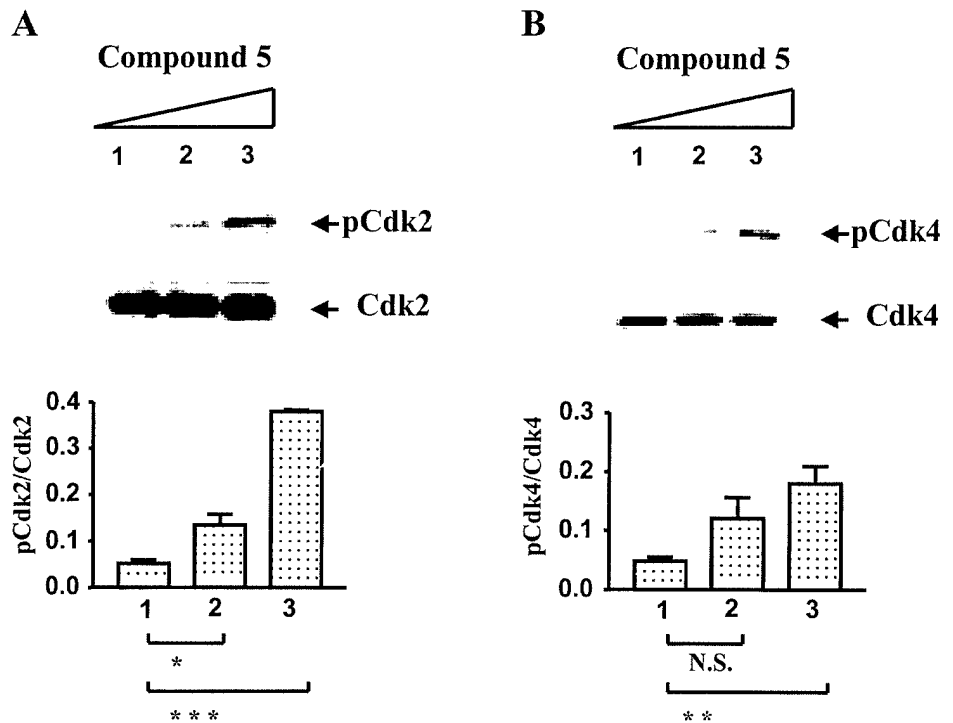 A
Compound 5
1 2 3
pCdk2
Cdk2
pCdk2/Cdk2
0.4
0.3
0.2
0.1
0.0
1 2 3
*
***
B
Compound 5
1 2 3
pCdk4
Cdk4
pCdk4/Cdk4
0.3
0.2
0.1
0.0
1 2 3
N.S.
**